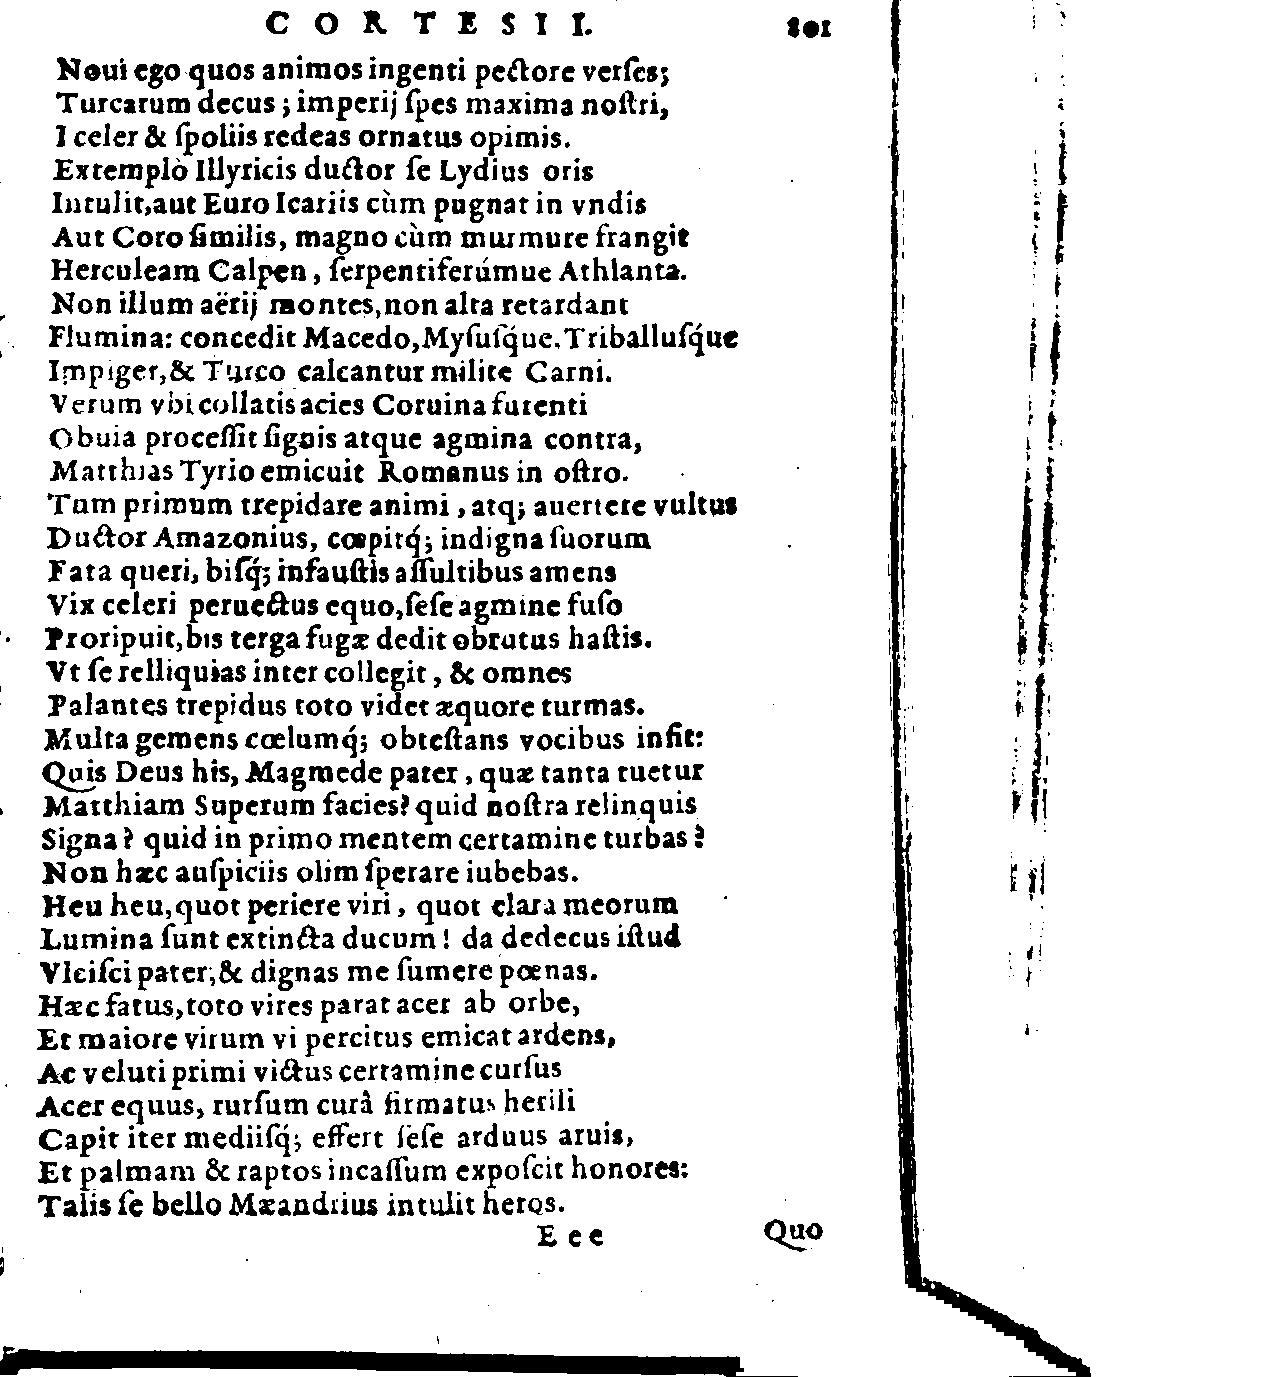 CORTESII. 801
Noui ego quos animos ingenti pectore verſes;
Turcarum decus; imperij ſpes maxima noſtri,
I celer & ſpoliis redeas ornatus opimis.
Extemplò Illyricis ductor ſe Lydius oris
Intulit, aut Euro Icariis cùm pugnat in vndis
Aut Coro ſimilis, magno cùm murmure frangit
Herculeam Calpen, ſerpentiferúmue Athlanta.
Non illum aërij montes, non alta retardant
Flumina: concedit Macedo, Myſuſq́ue, Triballuſq́ue
Impiger, & Turco calcantur milite Carni.
Verum vbi collatis acies Coruina furenti
Obuia proceſſit ſignis atque agmina contra,
Matthias Tyrio emicuit Romanus in oſtro.
Tum primum trepidare animi, atq; auertere vultus
Ductor Amazonius, cœpitq́; indigna ſuorum
Fata queri, biſq́; infauſtis aſſultibus amens
Vix celeri peruectus equo, ſeſe agmine fuſo
Proripuit, bis terga fugæ dedit obrutus haſtis.
Vt ſe relliquias inter collegit, & omnes
Palantes trepidus toto videt æquore turmas.
Multa gemens cœlumq́; obteſtans vocibus infit:
Quis Deus his, Magmede pater, quæ tanta tuetur
Matthiam Superum facies? quid noſtra relinquis
Signa? quid in primo mentem certamine turbas?
Non hæc auſpiciis olim ſperare iubebas.
Heu heu, quot periere viri, quot clara meorum
Lumina ſunt extincta ducum! da dedecus iſtud
Vlciſci pater, & dignas me ſumere pœnas.
Hæc fatus, toto vires parat acer ab orbe,
Et maiore virum vi percitus emicat ardens,
Ac veluti primi victus certamine curſus
Acer equus, rurſum curâ firmatus herili
Capit iter mediiſq́; effert ſeſe arduus aruis,
Et palmam & raptos incaſſum expoſcit honores:
Talis ſe bello Mæandrius intulit heros.
Eee Quo